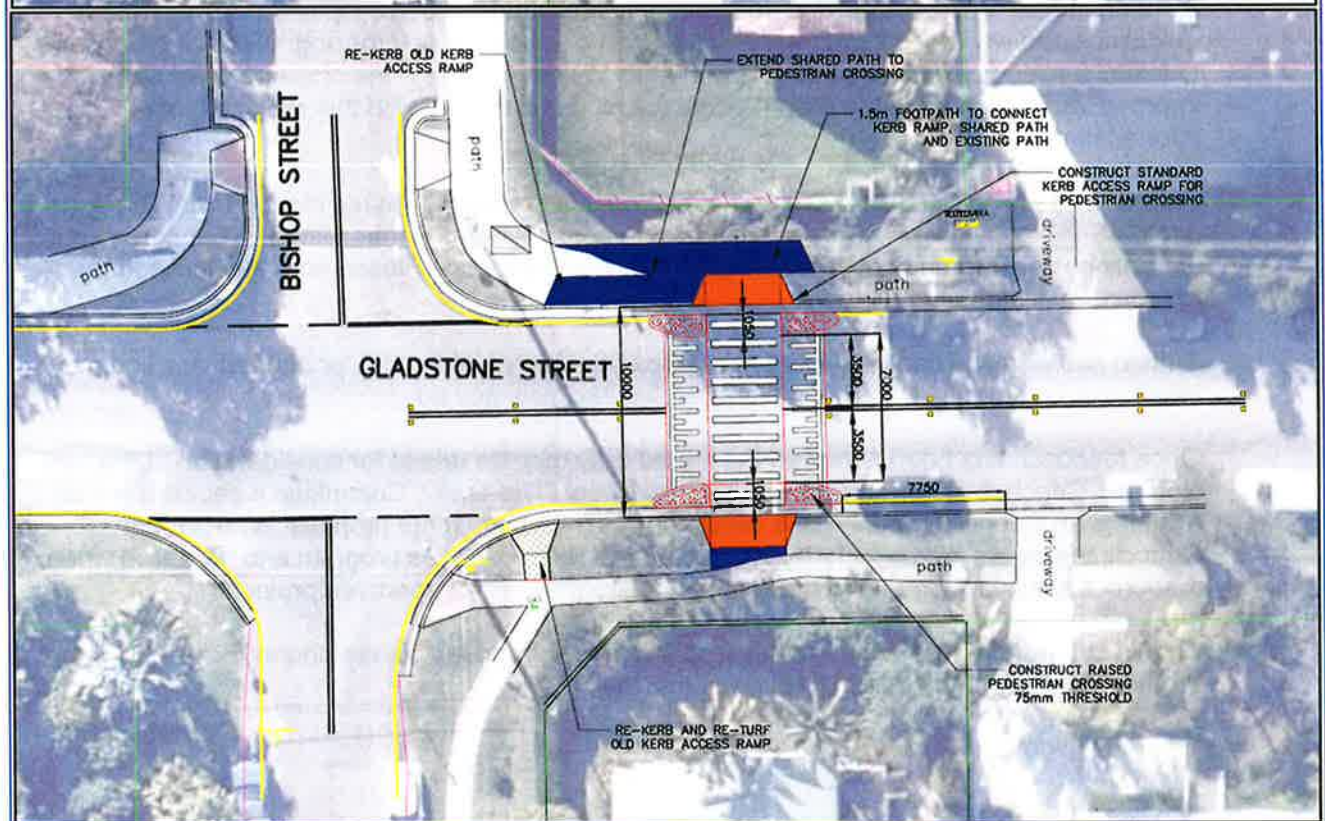 RE-KERB OLD KERB
ACCESS RAMP
EXTEND SHARED PATH TO
PEDESTRIAN CROSSING
1.5m FOOTPATH TO CONNECT
KERB RAMP, SHARED PATH
AND EXISTING PATH
CONSTRUCT STANDARD
KERB ACCESS RAMP FOR
PEDESTRIAN CROSSING
BISHOP STREET
path
path
driveway
path
GLADSTONE STREET
10000
1050
3500
7000
3500
1050
7750
path
driveway
CONSTRUCT RAISED
PEDESTRIAN CROSSING
75mm THRESHOLD
RE-KERB AND RE-TURF
OLD KERB ACCESS RAMP